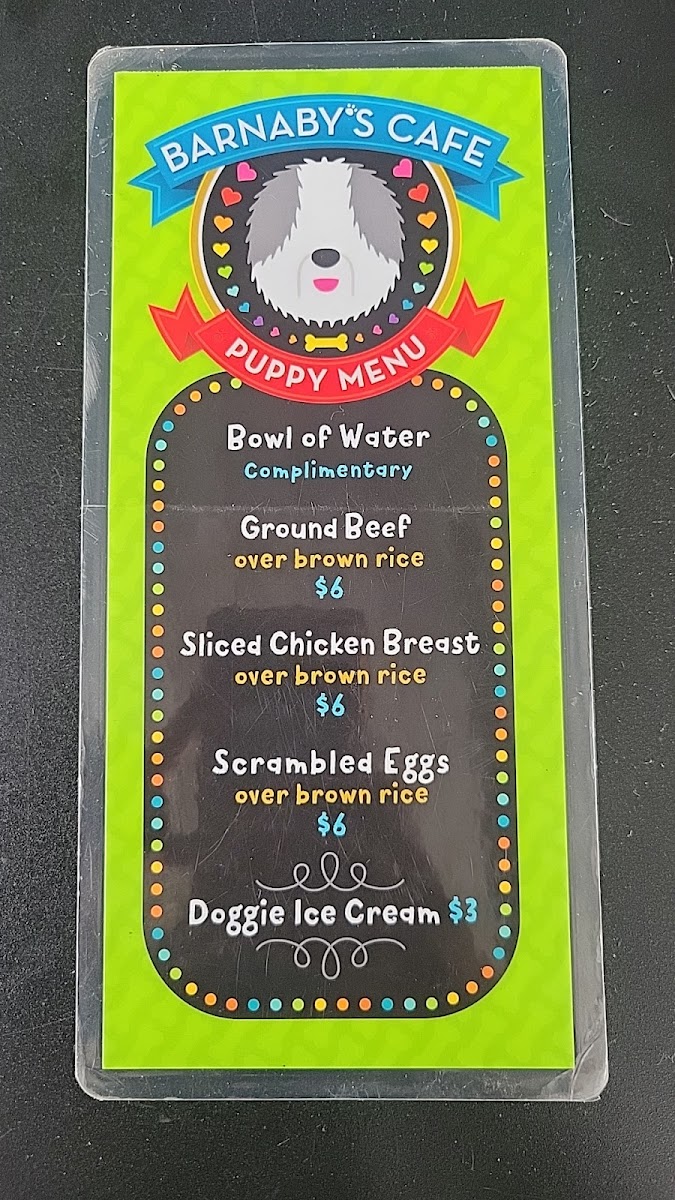 BARNABY'S CAFE
PUPPY MENU
Bowl of Water
Complimentary
Ground Beef
over brown rice
$6
Sliced Chicken Breast
over brown rice
$6
Scrambled Eggs
over brown rice
$6
Doggie Ice Cream $3